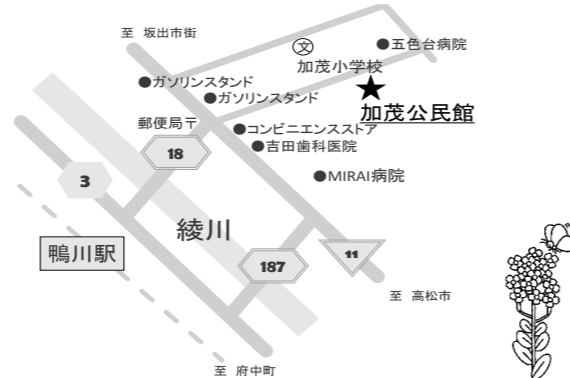 至 坂出市街
文
●五色台病院
加茂小学校
●ガソリンスタンド
★
●ガソリンスタンド
加茂公民館
郵便局〒
●コンビニエンスストア
●吉田歯科医院
18
●MIRAI病院
3
綾川
鴨川駅
187
11
至 高松市
至 府中町